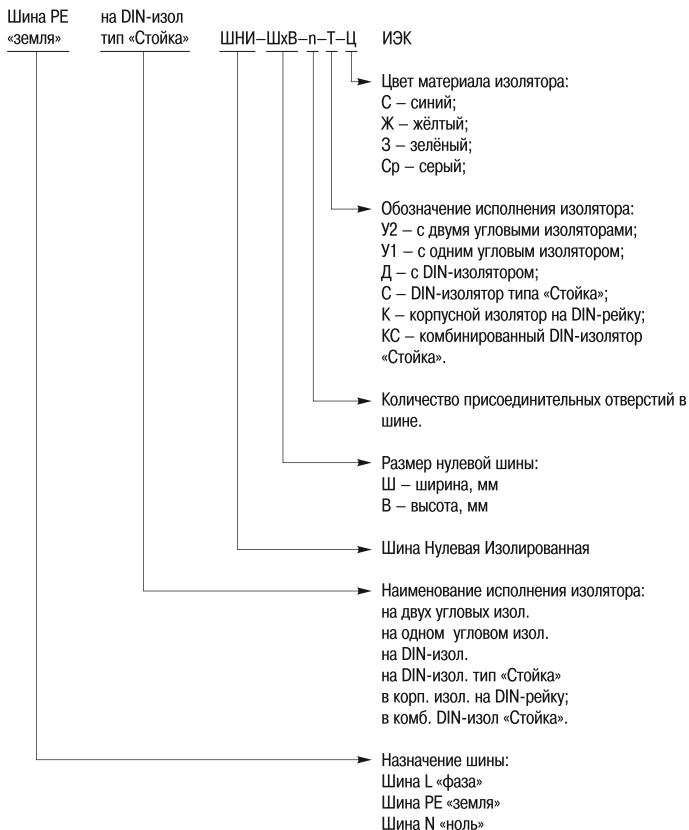 Шина PE на DIN-изол
«земля» тип «Стойка» ШНИ–ШхВ–n–Т–Ц ИЭК
Цвет материала изолятора:
С – синий;
Ж – жёлтый;
З – зелёный;
Ср – серый;
Обозначение исполнения изолятора:
У2 – с двумя угловыми изоляторами;
У1 – с одним угловым изолятором;
Д – с DIN-изолятором;
С – DIN-изолятор типа «Стойка»;
К – корпусной изолятор на DIN-рейку;
КС – комбинированный DIN-изолятор
«Стойка».
Количество присоединительных отверстий в
шине.
Размер нулевой шины:
Ш – ширина, мм
В – высота, мм
Шина Нулевая Изолированная
Наименование исполнения изолятора:
на двух угловых изол.
на одном угловом изол.
на DIN-изол.
на DIN-изол. тип «Стойка»
в корп. изол. на DIN-рейку;
в комб. DIN-изол «Стойка».
Назначение шины:
Шина L «фаза»
Шина PE «земля»
Шина N «ноль»